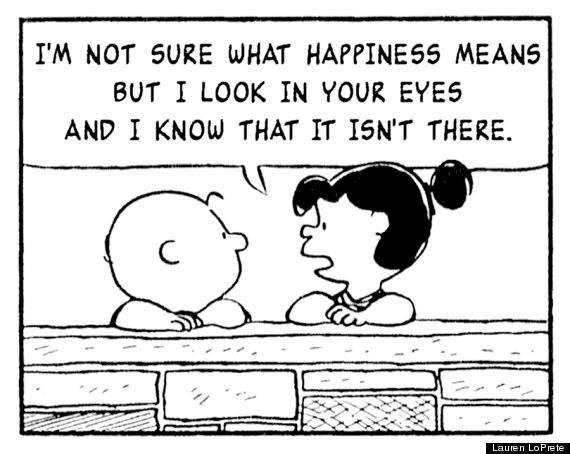 I'M NOT SURE WHAT HAPPINESS MEANS
BUT I LOOK IN YOUR EYES
AND I KNOW THAT IT ISN'T THERE.
Lauren LoPrete